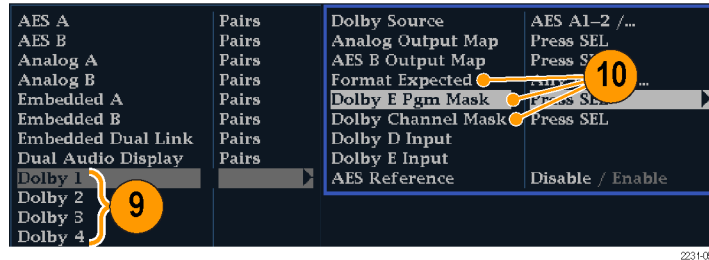 AES A Pairs
AES B Pairs
Analog A Pairs
Analog B Pairs
Embedded A Pairs
Embedded B Pairs
Embedded Dual Link Pairs
Dual Audio Display Pairs
Dolby 1
Dolby 2
Dolby 3
Dolby 4
9
Dolby Source AES A1-2 /...
Analog Output Map Press SEL
AES B Output Map Press
Format Expected ...
Dolby E Pgm Mask Press SEL
Dolby Channel Mask Press SEL
Dolby D Input
Dolby E Input
AES Reference Disable / Enable
10